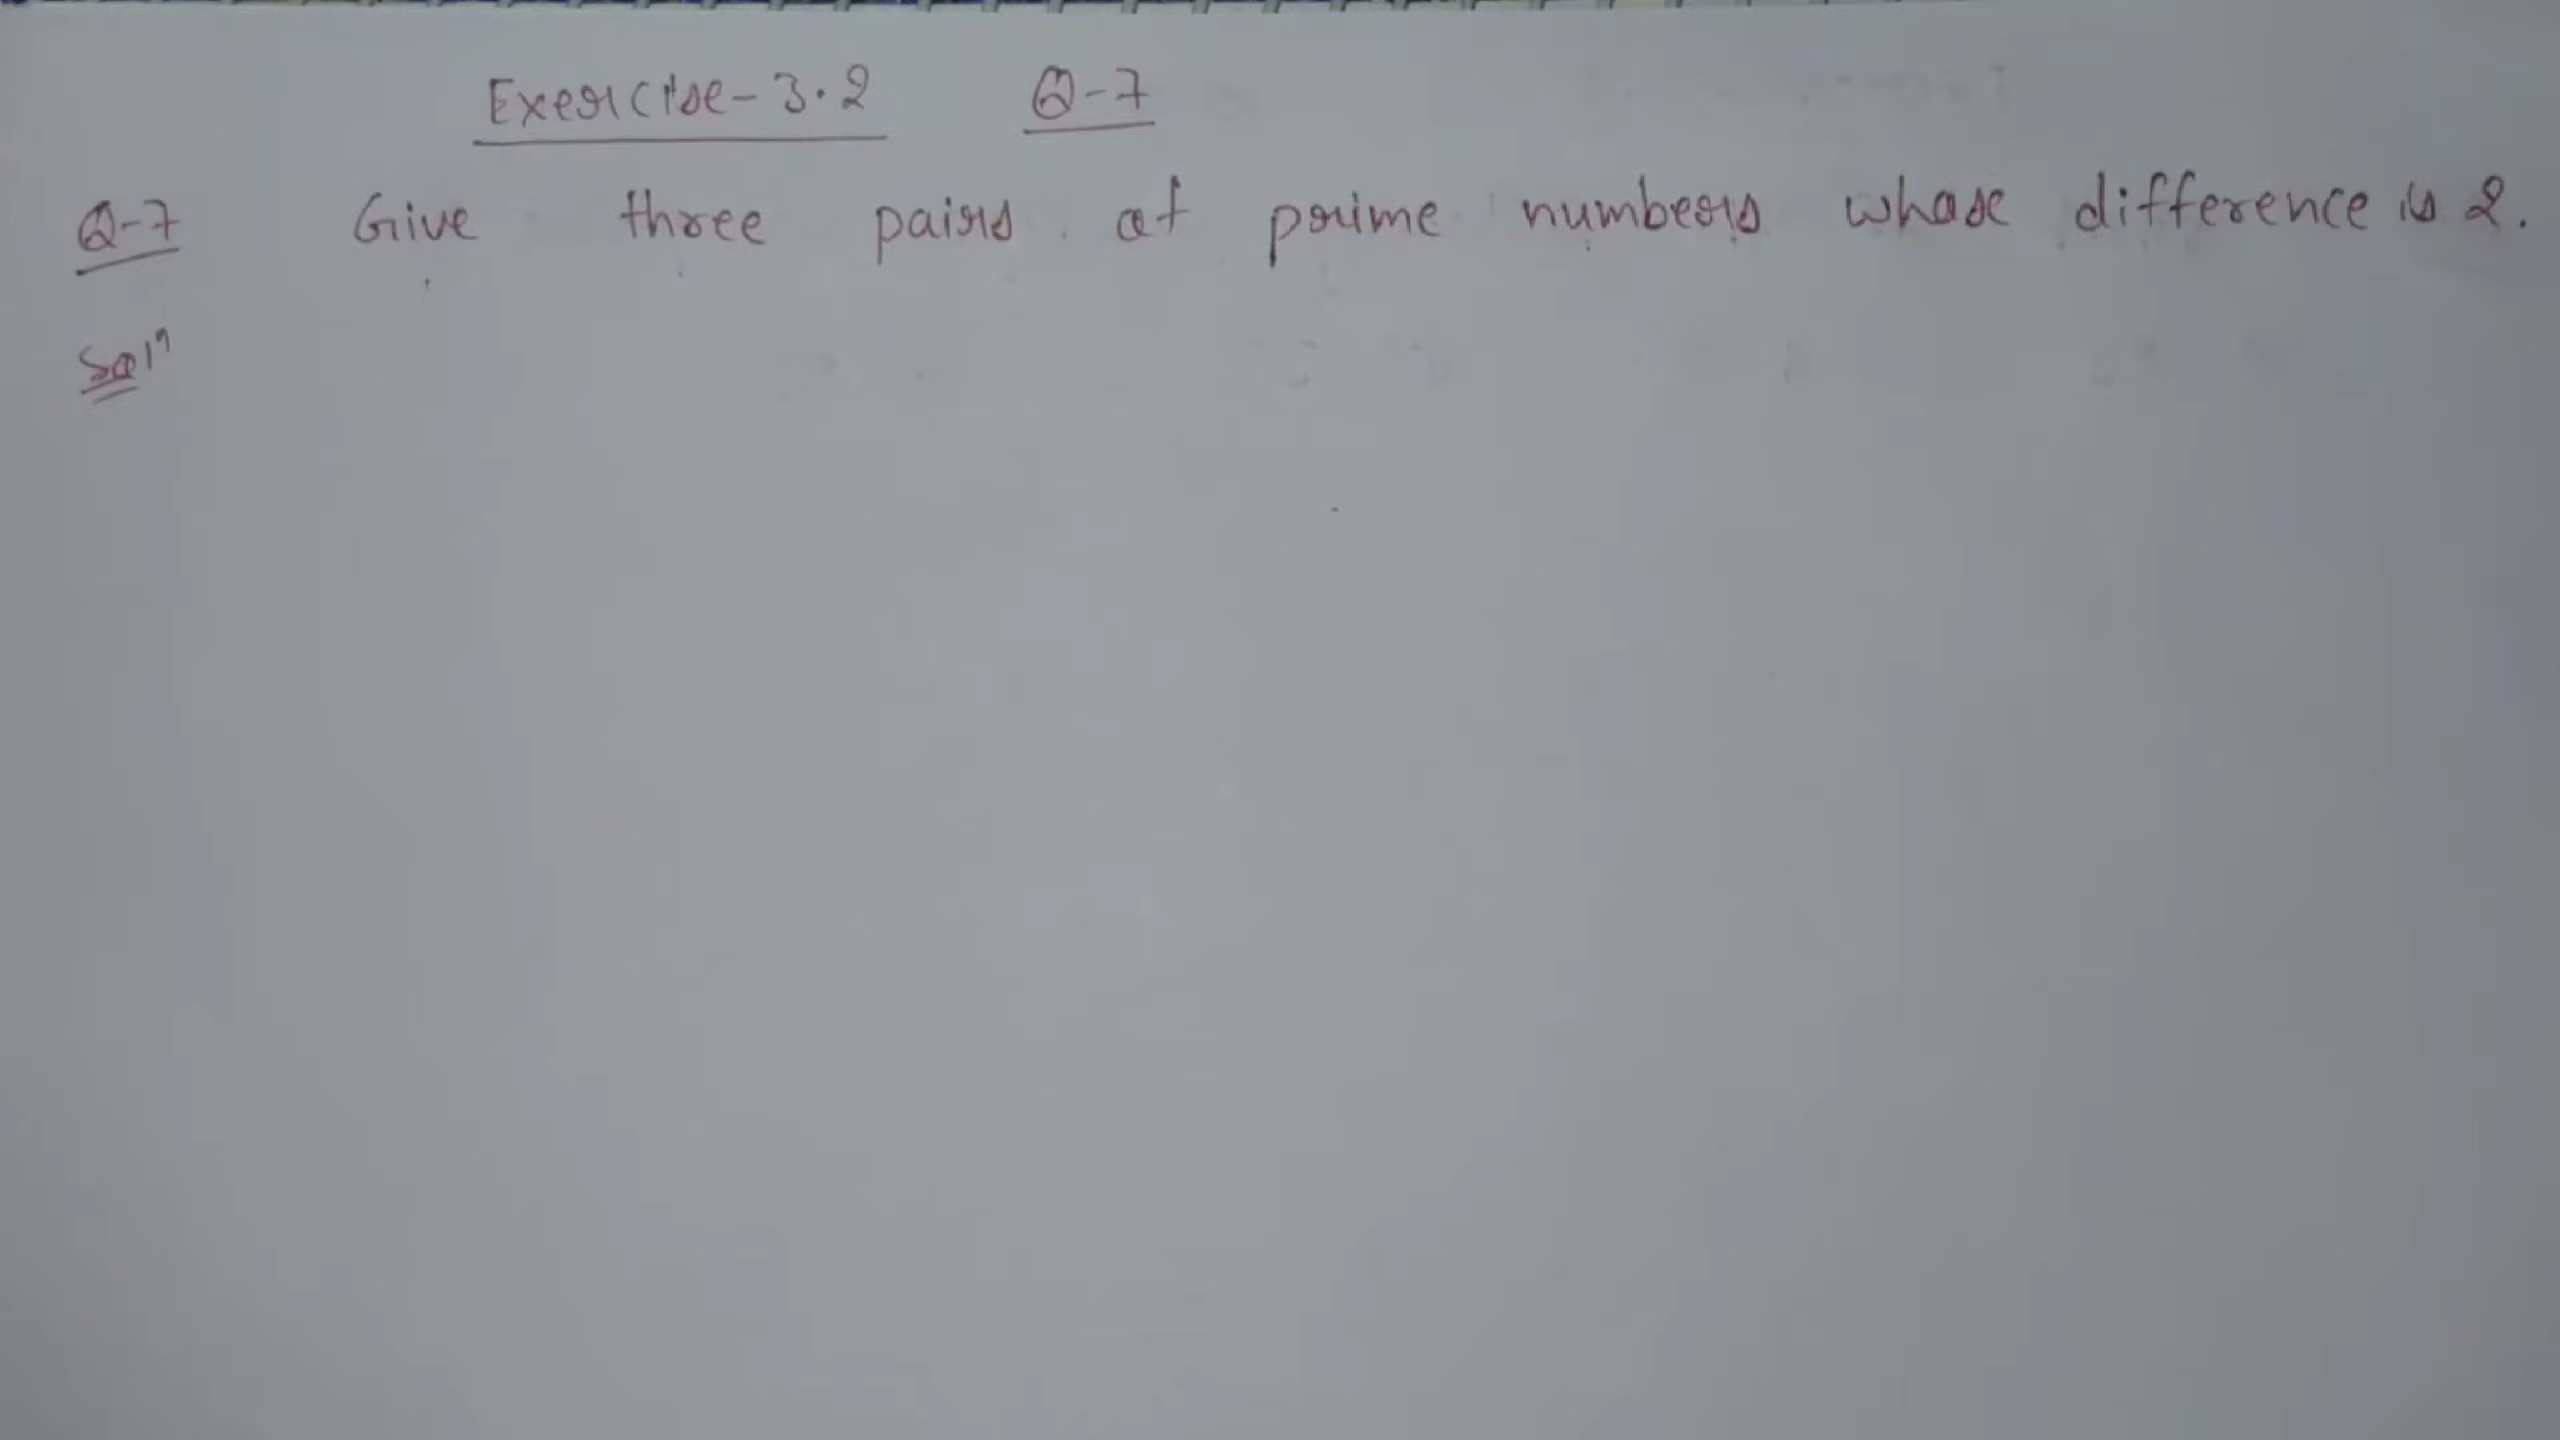 Exercise-3.2 Q-7
Q-7 Give three pairs of prime numbers whose difference is 2.
Solⁿ